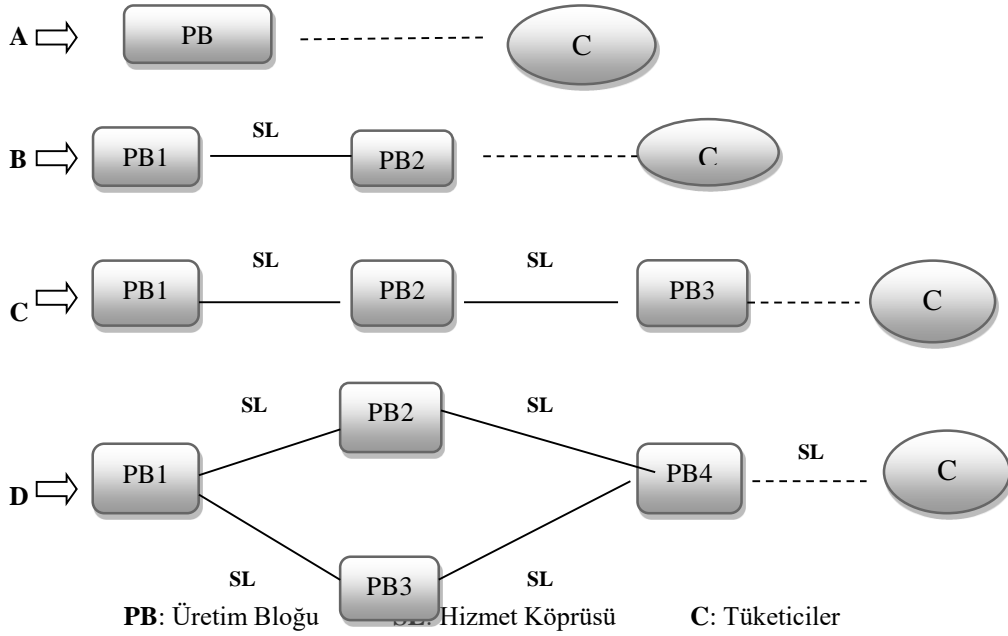 A PB C
SL
B PB1 PB2 C
SL SL
C PB1 PB2 PB3 C
SL PB2 SL
D PB1 PB4 SL C
SL PB3 SL
PB: Üretim Bloğu SL: Hizmet Köprüsü C: Tüketiciler